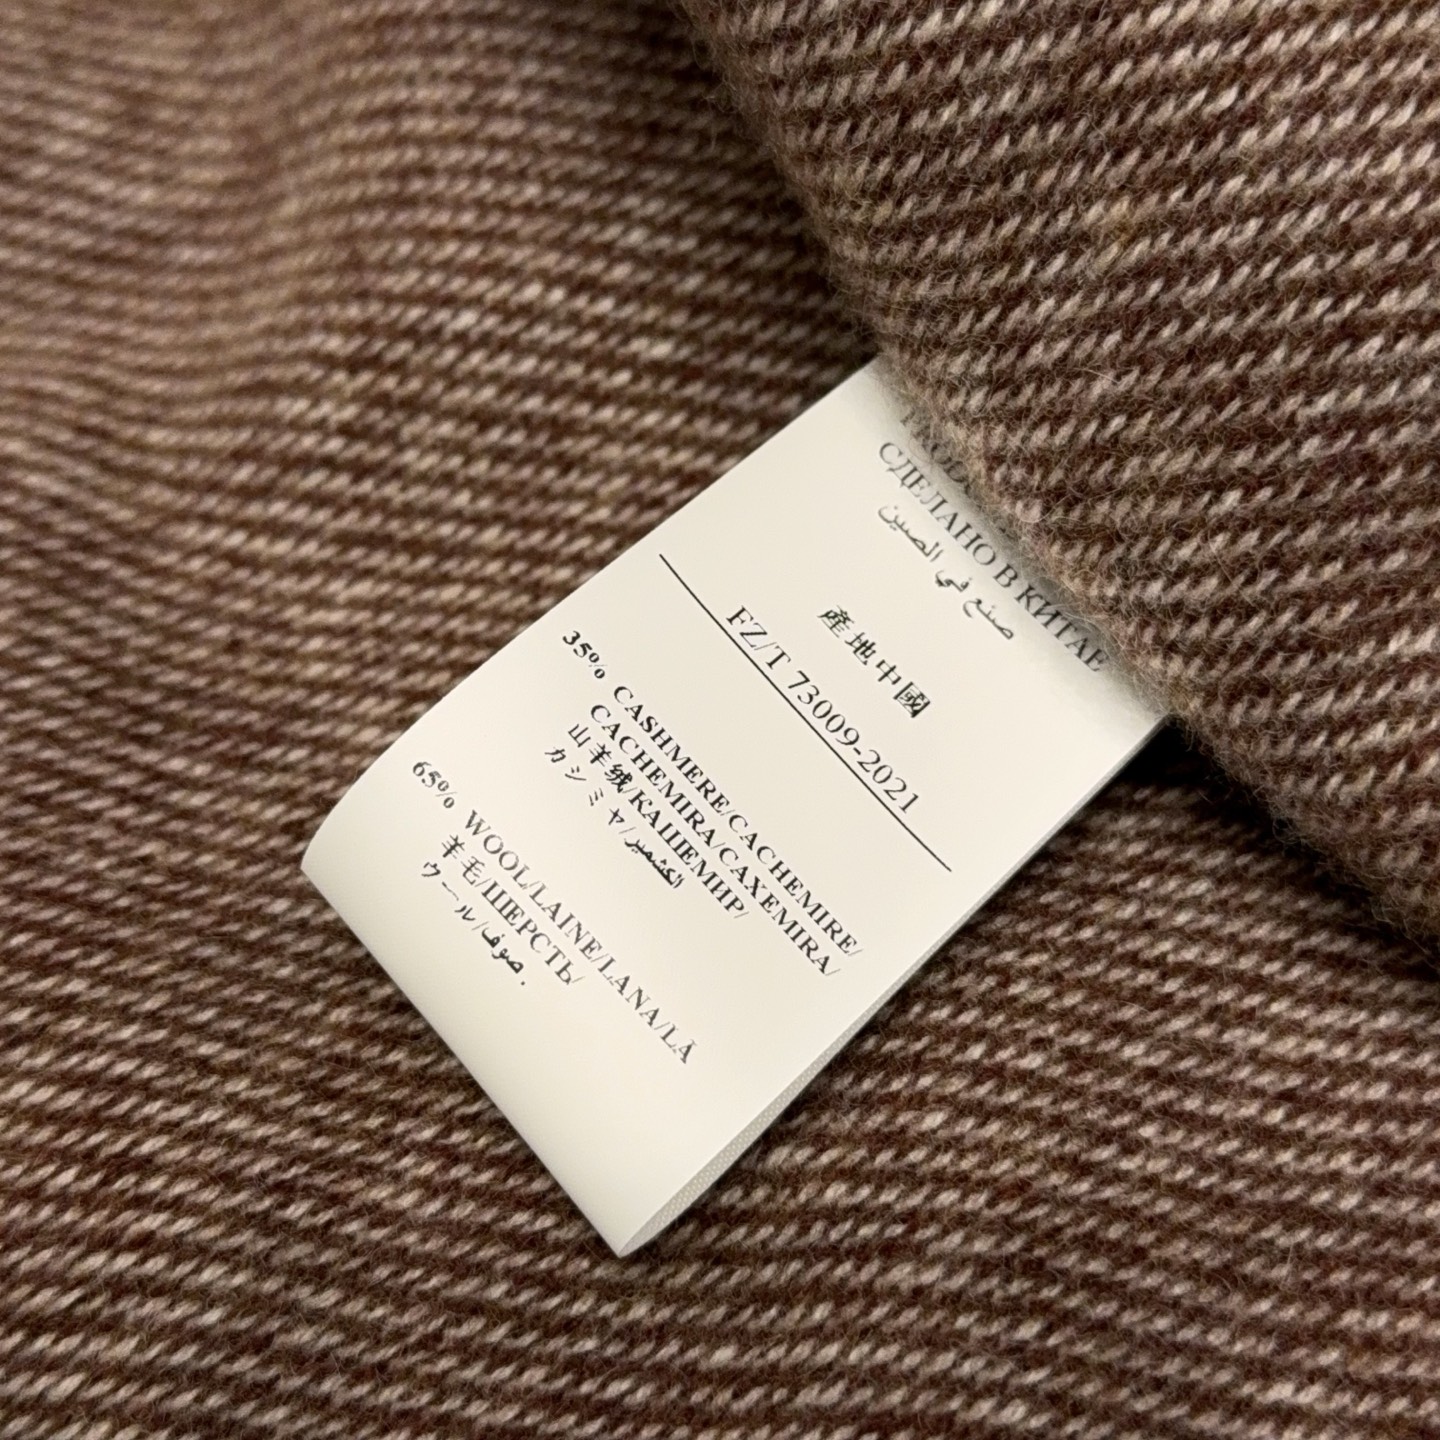 СДЕЛАНО В КИТАЕ
صنع في الصين
產地中國
FZ/T 73009-2021
35% CASHMERE/CACHEMIRE/
CACHEMIRA/CAXEMIRA/
山羊绒/КАШЕМИР/
カシミヤ/الكشمير
65% WOOL/LAINE/LANA/LÃ
羊毛/ШЕРСТЬ/
ウール/صوف.